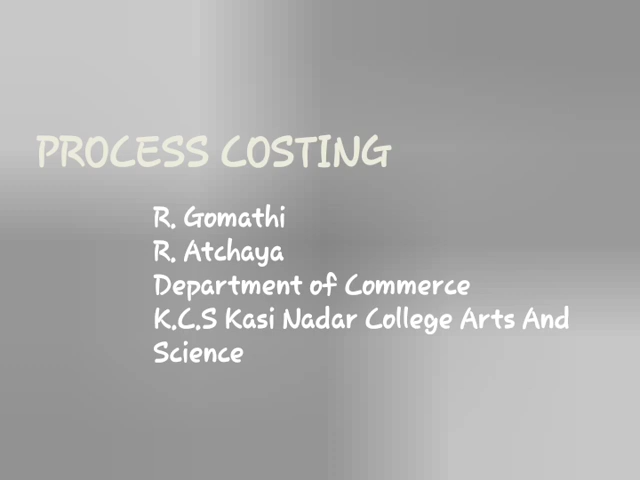 PROCESS COSTING
R. Gomathi
R. Atchaya
Department of Commerce
K.C.S Kasi Nadar College Arts And
Science